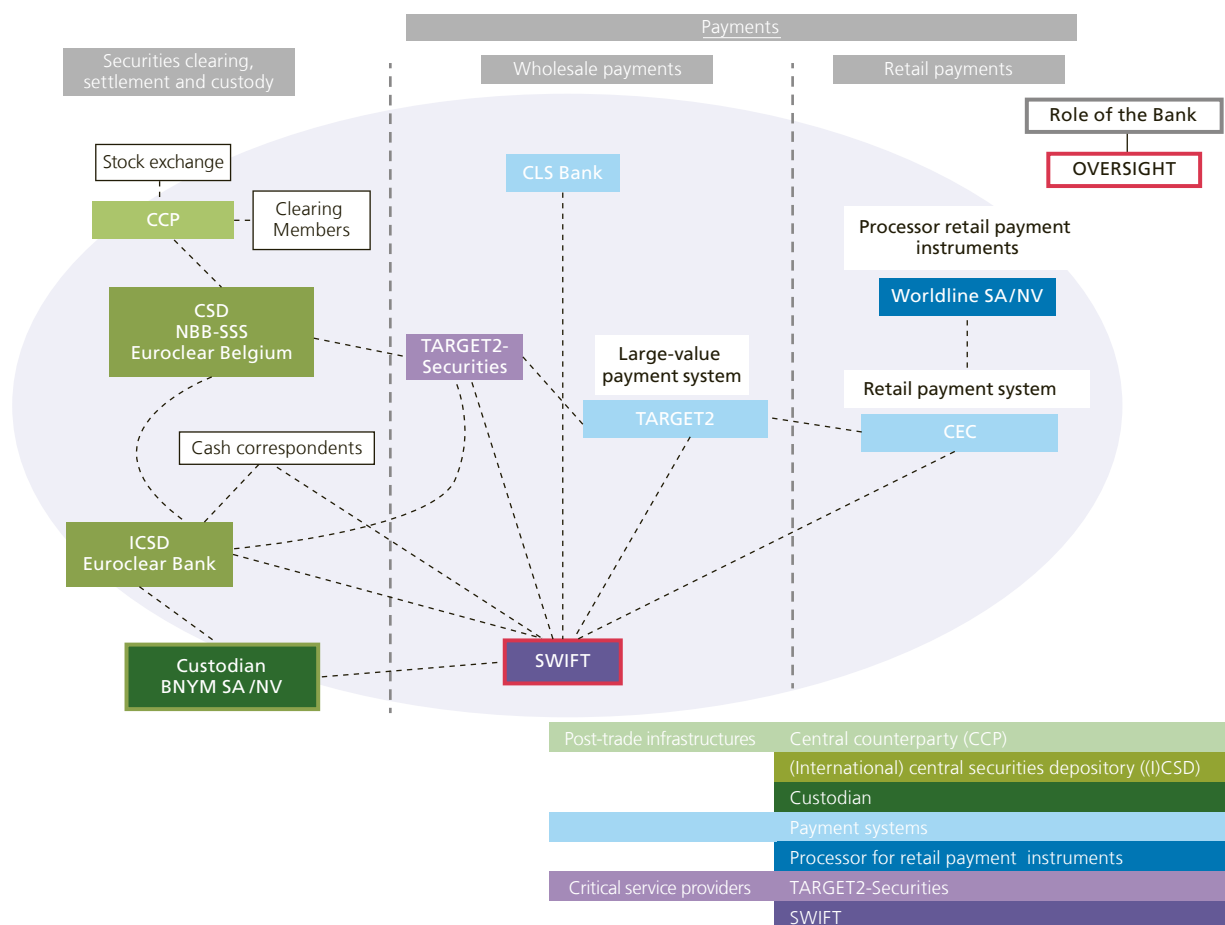 Payments
Securities clearing,
settlement and custody
Wholesale payments
Retail payments
Role of the Bank
OVERSIGHT
Stock exchange
CCP
Clearing
Members
CLS Bank
Processor retail payment
instruments
Worldline SA/NV
CSD
NBB-SSS
Euroclear Belgium
TARGET2-
Securities
Large-value
payment system
TARGET2
Retail payment system
CEC
Cash correspondents
ICSD
Euroclear Bank
Custodian
BNYM SA /NV
SWIFT
Post-trade infrastructures
Central counterparty (CCP)
(International) central securities depository ((I)CSD)
Custodian
Payment systems
Processor for retail payment instruments
Critical service providers
TARGET2-Securities
SWIFT